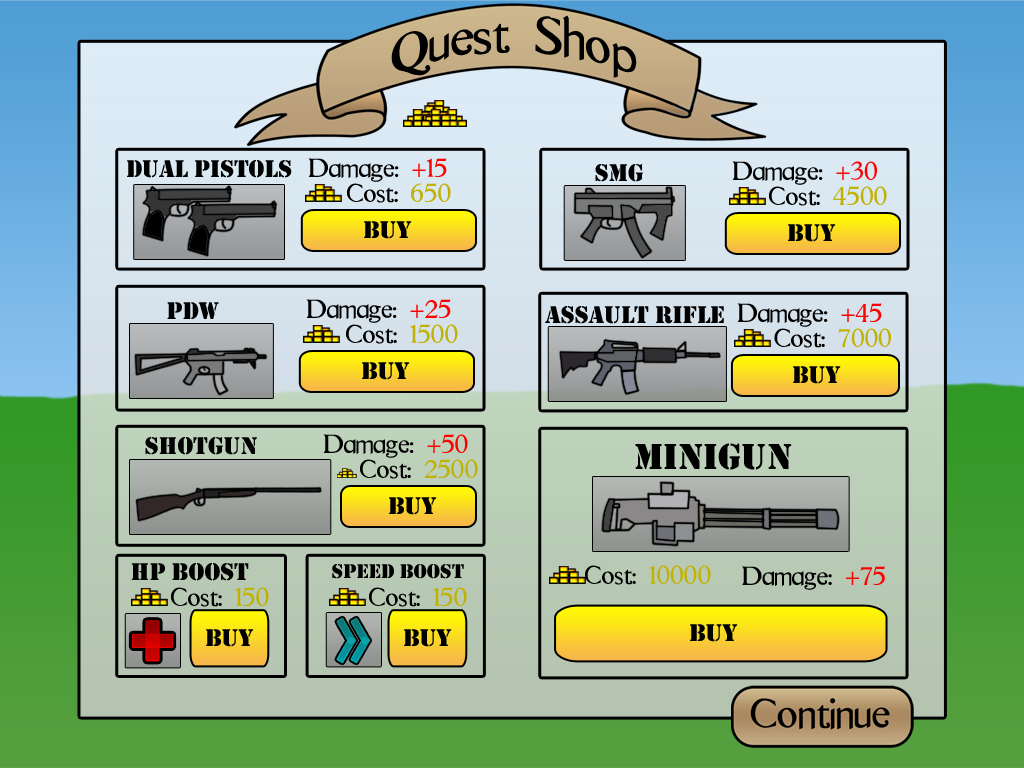 Quest Shop
DUAL PISTOLS
Damage: +15
Cost: 650
BUY
SMG
Damage: +30
Cost: 4500
BUY
PDW
Damage: +25
Cost: 1500
BUY
ASSAULT RIFLE
Damage: +45
Cost: 7000
BUY
SHOTGUN
Damage: +50
Cost: 2500
BUY
MINIGUN
Cost: 10000 Damage: +75
BUY
HP BOOST
Cost: 150
BUY
SPEED BOOST
Cost: 150
BUY
Continue